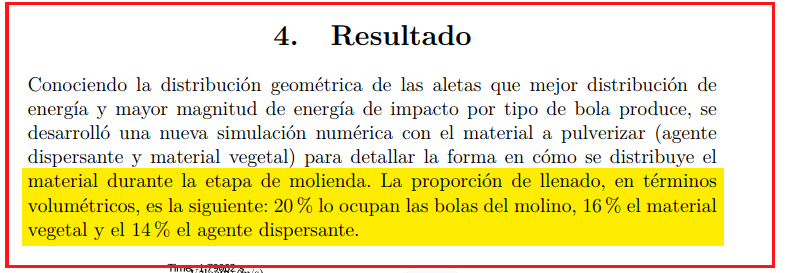 4. Resultado
Conociendo la distribución geométrica de las aletas que mejor distribución de
energía y mayor magnitud de energía de impacto por tipo de bola produce, se
desarrolló una nueva simulación numérica con el material a pulverizar (agente
dispersante y material vegetal) para detallar la forma en cómo se distribuye el
material durante la etapa de molienda. La proporción de llenado, en términos
volumétricos, es la siguiente: 20 % lo ocupan las bolas del molino, 16 % el material
vegetal y el 14 % el agente dispersante.